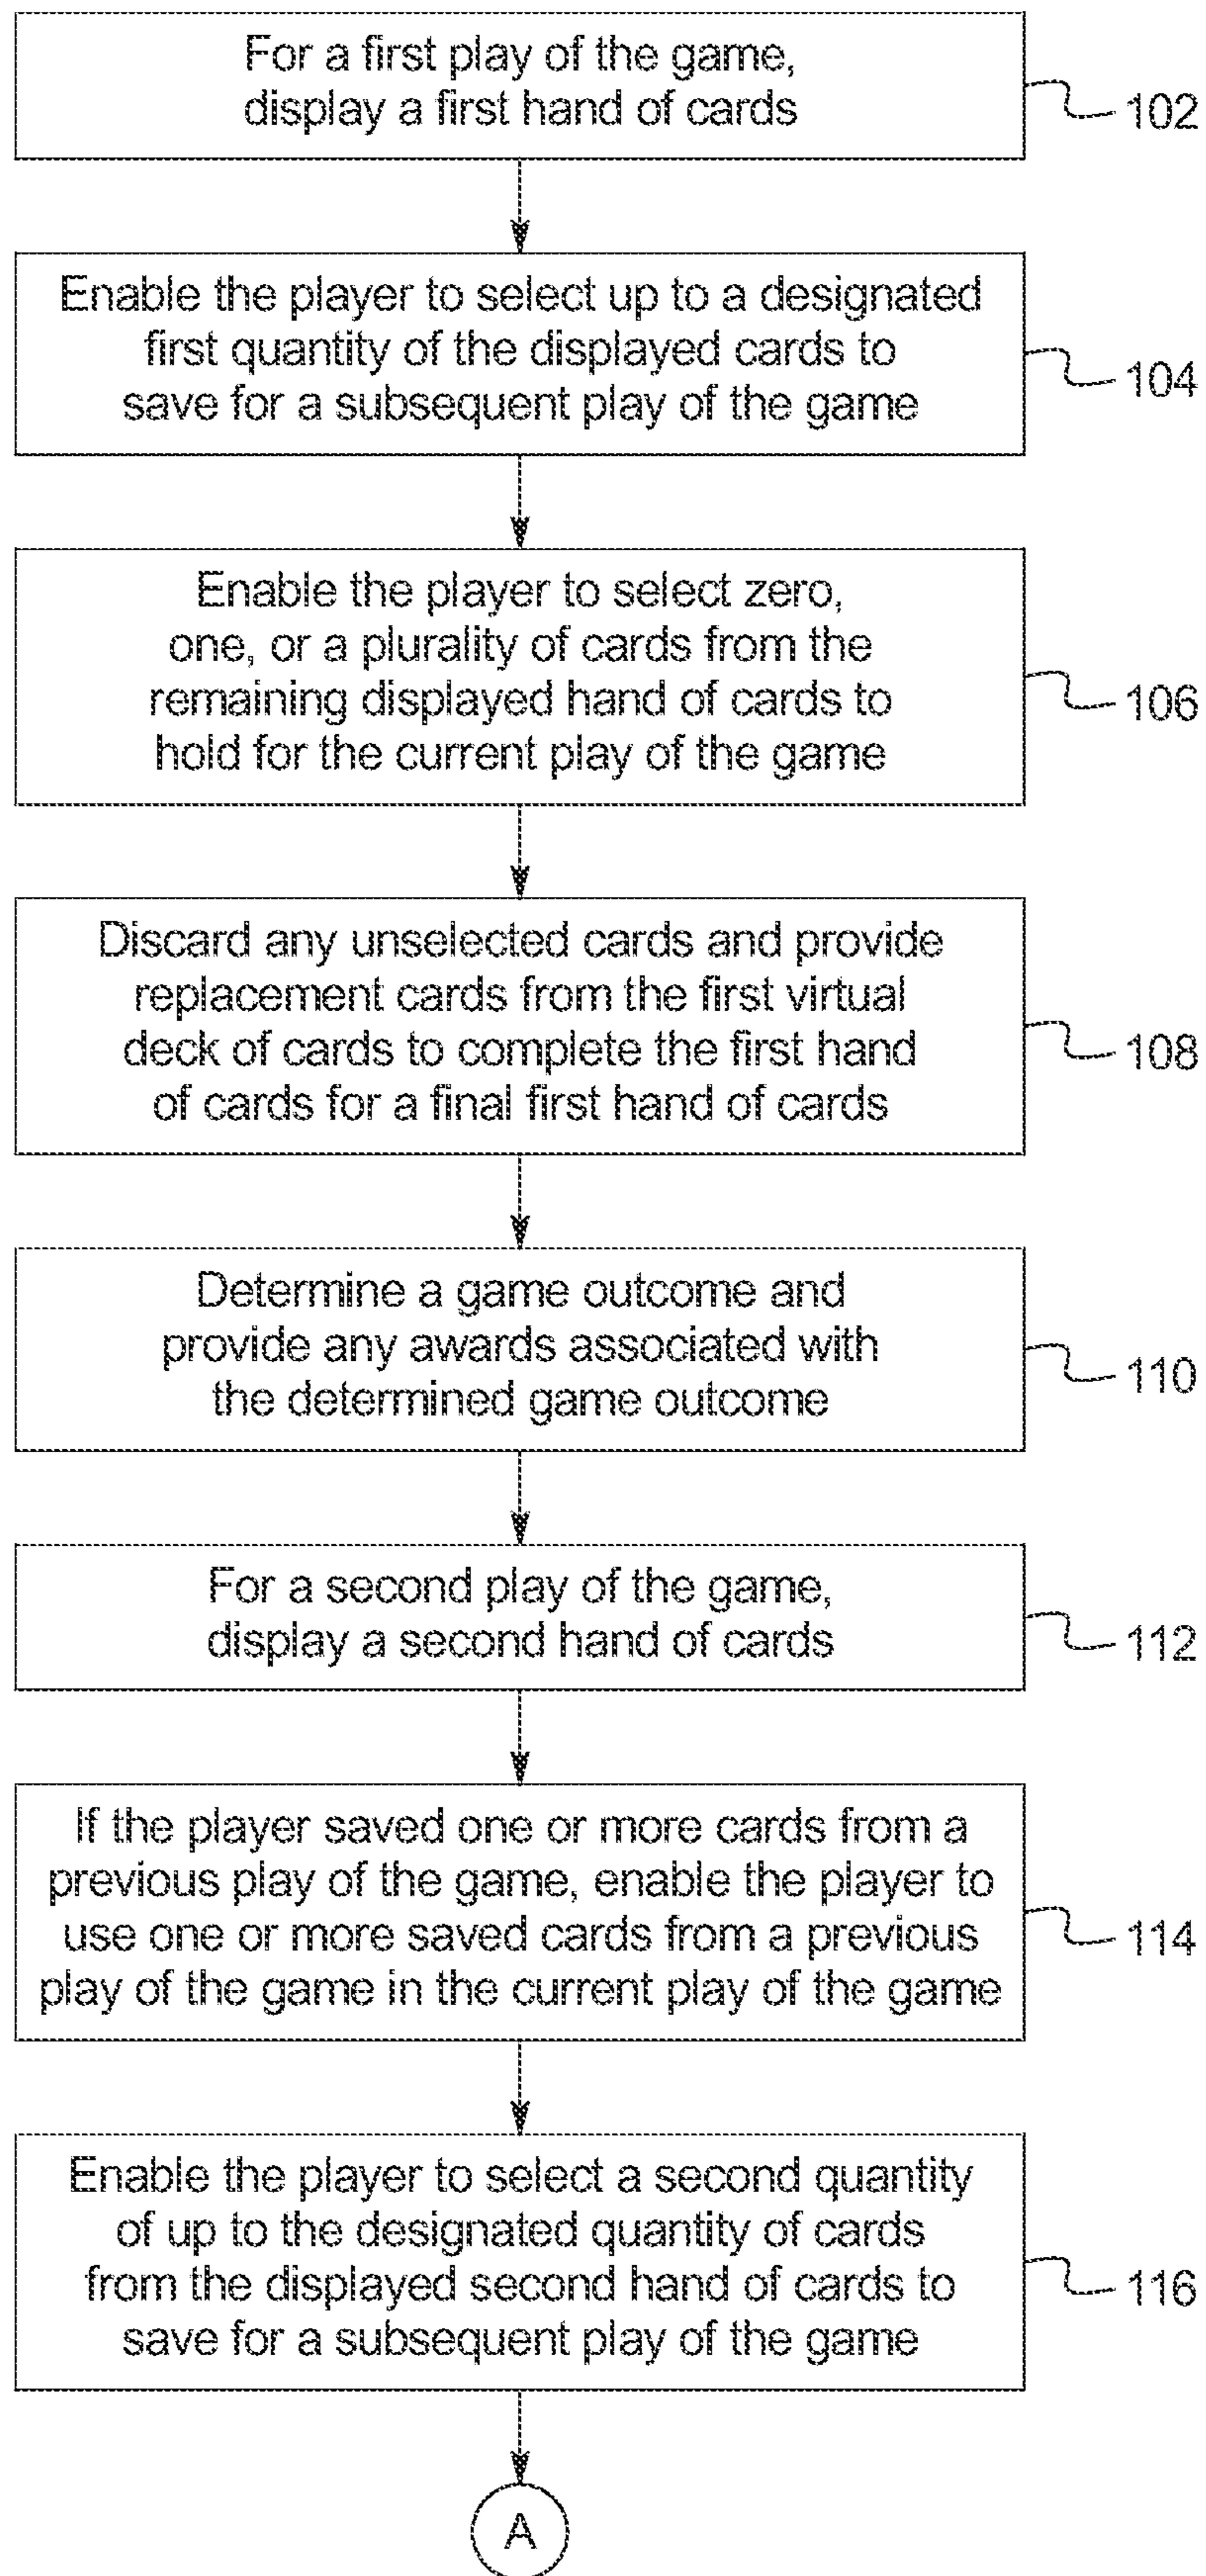 For a first play of the game,
display a first hand of cards
102
Enable the player to select up to a designated
first quantity of the displayed cards to
save for a subsequent play of the game
104
Enable the player to select zero,
one, or a plurality of cards from the
remaining displayed hand of cards to
hold for the current play of the game
106
Discard any unselected cards and provide
replacement cards from the first virtual
deck of cards to complete the first hand
of cards for a final first hand of cards
108
Determine a game outcome and
provide any awards associated with
the determined game outcome
110
For a second play of the game,
display a second hand of cards
112
If the player saved one or more cards from a
previous play of the game, enable the player to
use one or more saved cards from a previous
play of the game in the current play of the game
114
Enable the player to select a second quantity
of up to the designated quantity of cards
from the displayed second hand of cards to
save for a subsequent play of the game
116
A